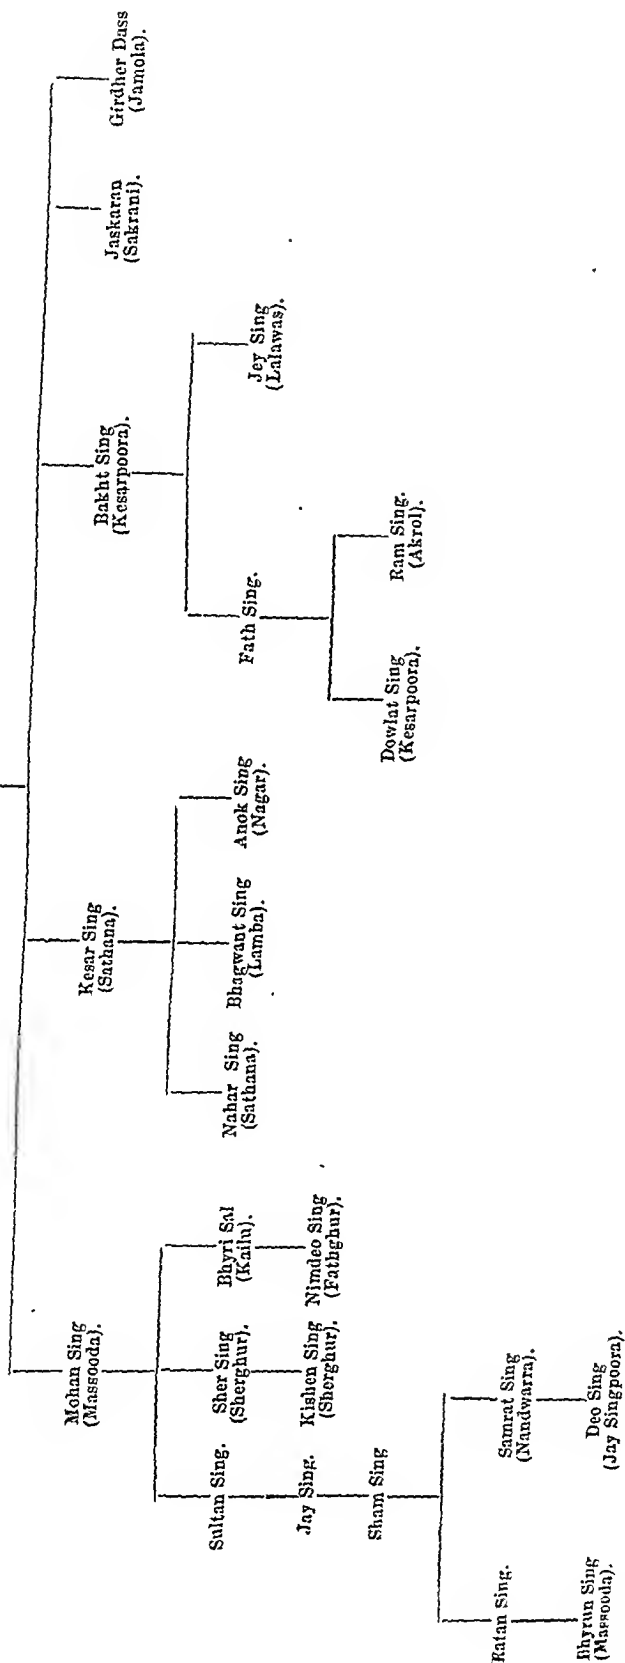 Mohan Sing
(Massooda).
Kesar Sing
(Sathana).
Bakht Sing
(Kesarpoora).
Jaskaran
(Sakrani).
Girdher Dass
(Jamola).
Sultan Sing.
Sher Sing
(Sherghur).
Bhyri Sal
(Kailu).
Nahar Sing
(Sathana).
Bhagwant Sing
(Lamba).
Anok Sing
(Nagar).
Fath Sing.
Jey Sing
(Lalawas).
Jay Sing.
Kishen Sing
(Sherghur).
Nimdeo Sing
(Fathghur).
Dowlat Sing
(Kesarpoora).
Ram Sing.
(Akrol).
Sham Sing
Ratan Sing.
Samrat Sing
(Nandwarra).
Bhyrun Sing
(Massooda).
Deo Sing
(Jay Singpoora).